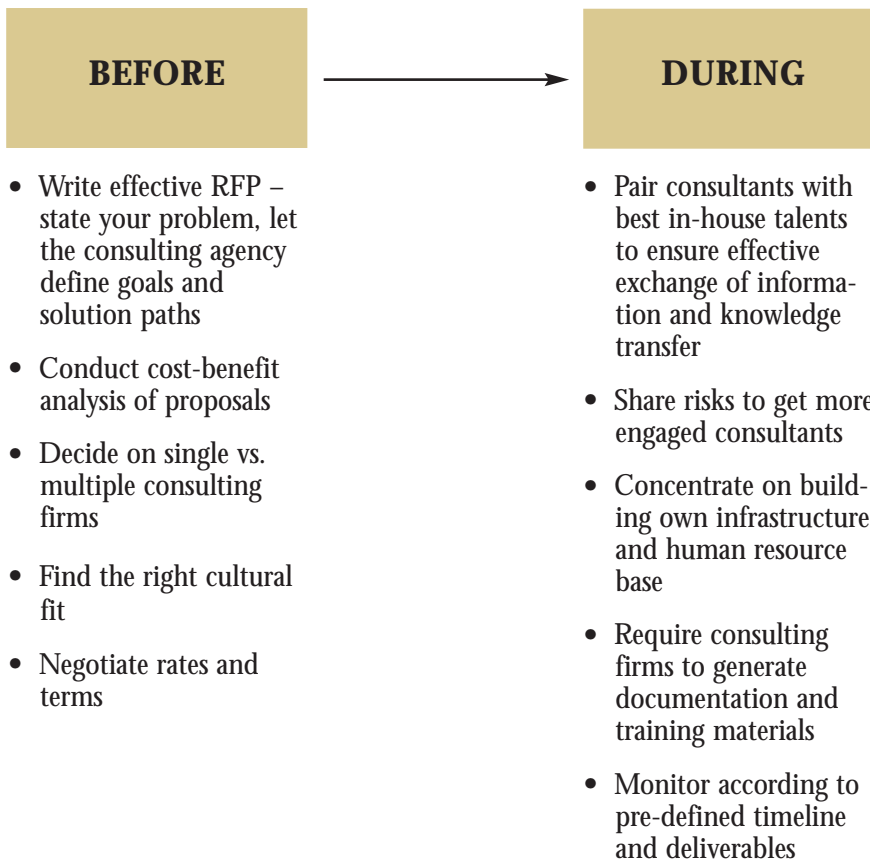 BEFORE
• Write effective RFP –
state your problem, let
the consulting agency
define goals and
solution paths
• Conduct cost-benefit
analysis of proposals
• Decide on single vs.
multiple consulting
firms
• Find the right cultural
fit
• Negotiate rates and
terms
DURING
• Pair consultants with
best in-house talents
to ensure effective
exchange of informa-
tion and knowledge
transfer
• Share risks to get more
engaged consultants
• Concentrate on build-
ing own infrastructure
and human resource
base
• Require consulting
firms to generate
documentation and
training materials
• Monitor according to
pre-defined timeline
and deliverables